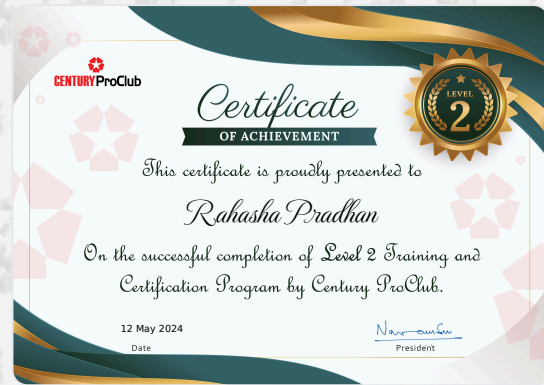 CENTURY ProClub
Certificate
OF ACHIEVEMENT
LEVEL
2
This certificate is proudly presented to
Rahasha Pradhan
On the successful completion of Level 2 Training and
Certification Program by Century ProClub.
12 May 2024
Date
President